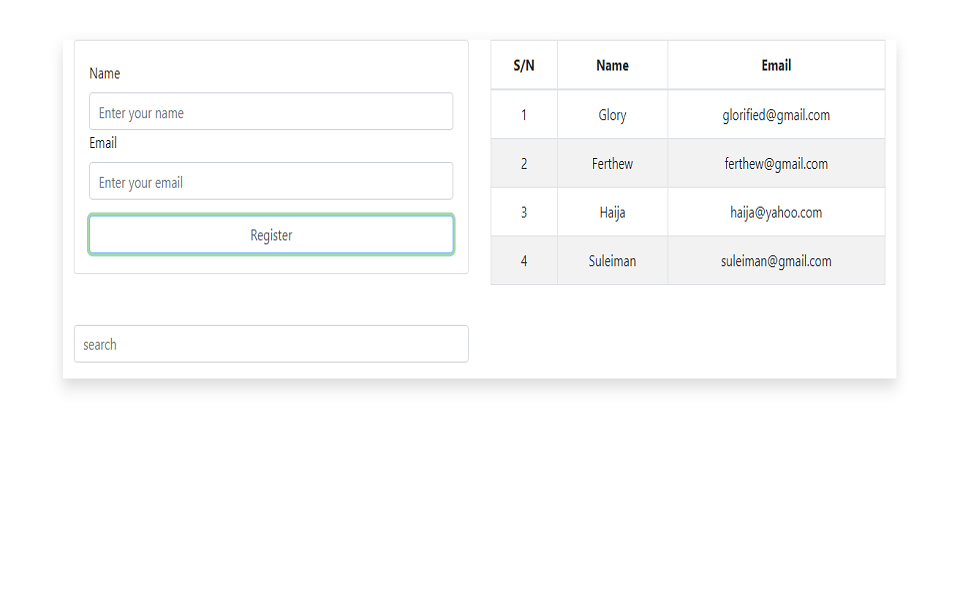 Name
Enter your name
Email
Enter your email
Register
search
S/N Name Email
1 Glory glorified@gmail.com
2 Ferthew ferthew@gmail.com
3 Haija haija@yahoo.com
4 Suleiman suleiman@gmail.com